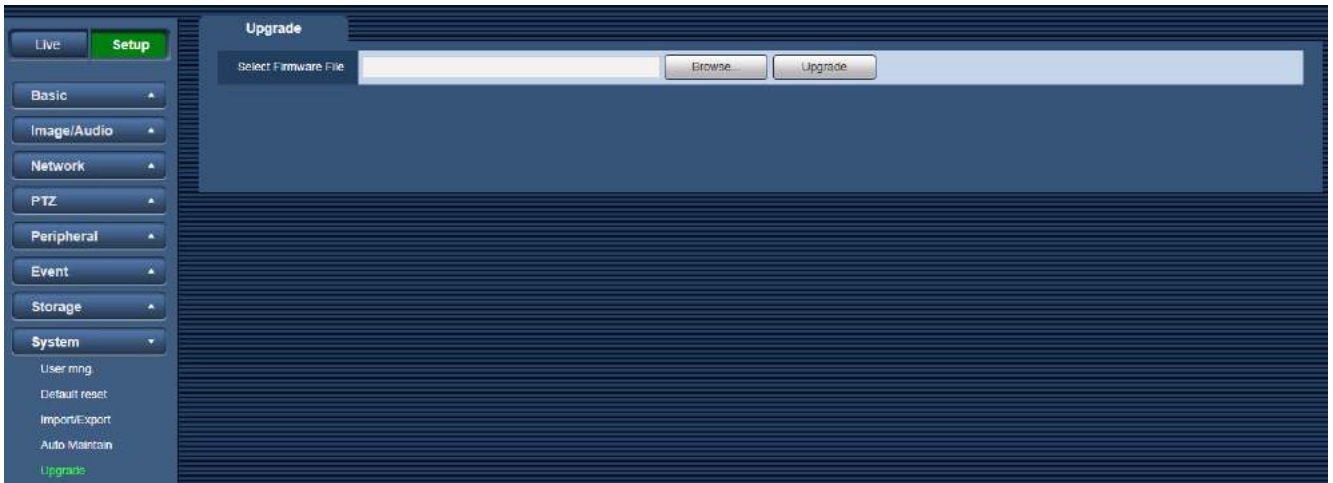 Live Setup
Basic
Image/Audio
Network
PTZ
Peripheral
Event
Storage
System
User mng.
Default reset
Import/Export
Auto Maintain
Upgrade
Upgrade
Select Firmware File Browse... Upgrade